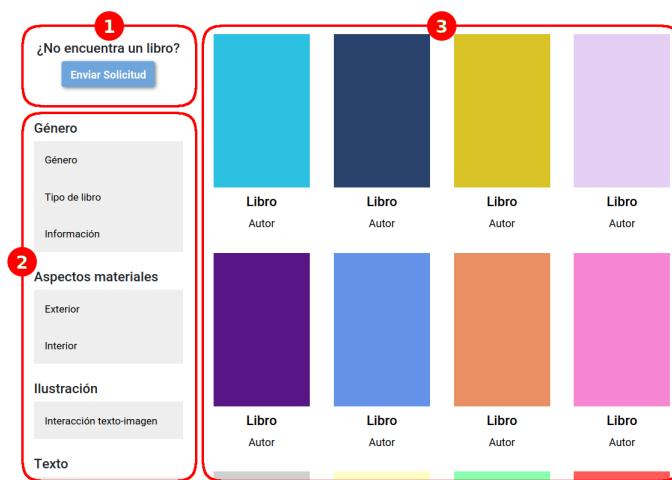 1
¿No encuentra un libro?
Enviar Solicitud
2
Género
Género
Tipo de libro
Información
Aspectos materiales
Exterior
Interior
Ilustración
Interacción texto-imagen
Texto
3
Libro Libro Libro Libro
Autor Autor Autor Autor
Libro Libro Libro Libro
Autor Autor Autor Autor